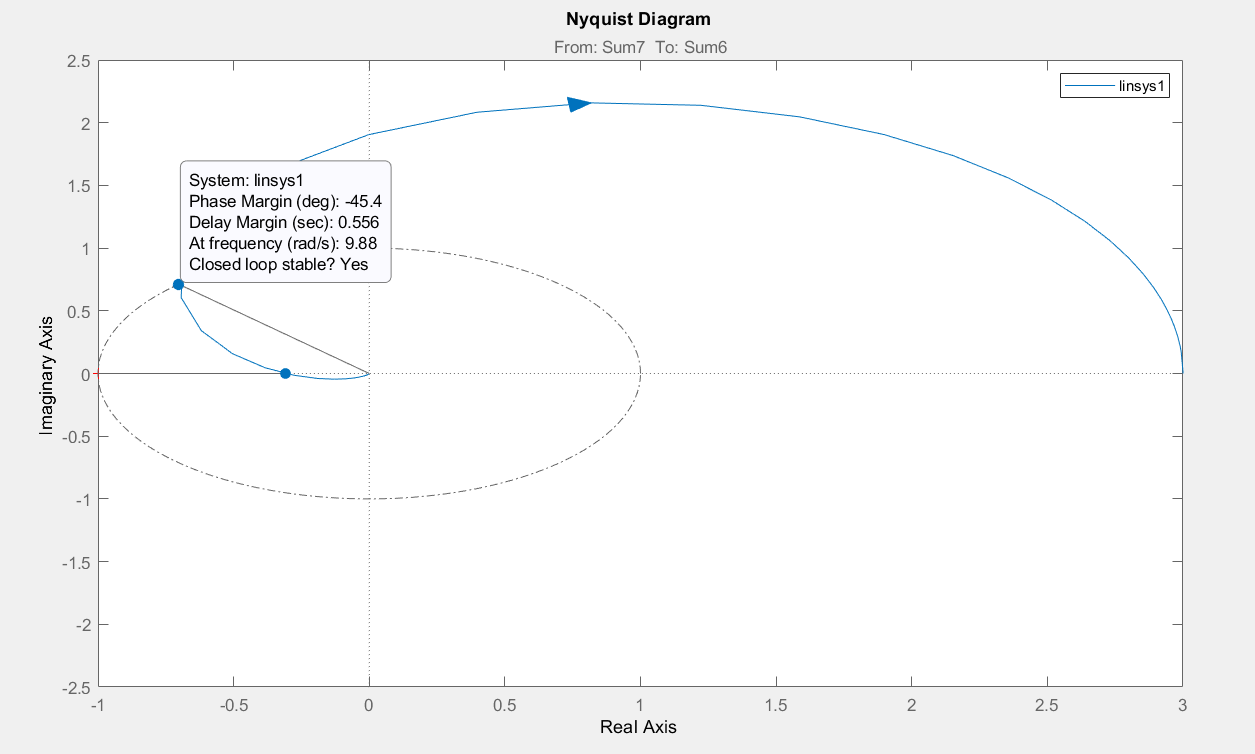 Nyquist Diagram
From: Sum7  To: Sum6
linsys1
System: linsys1
Phase Margin (deg): -45.4
Delay Margin (sec): 0.556
At frequency (rad/s): 9.88
Closed loop stable? Yes
Imaginary Axis
2.5
2
1.5
1
0.5
0
-0.5
-1
-1.5
-2
-2.5
-1 -0.5 0 0.5 1 1.5 2 2.5 3
Real Axis